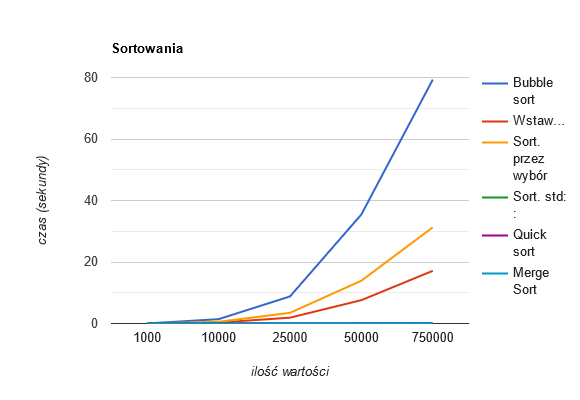 Sortowania
80
60
40
20
0
czas (sekundy)
1000 10000 25000 50000 750000
ilość wartości
Bubble
sort
Wstaw...
Sort.
przez
wybór
Sort. std:
:
Quick
sort
Merge
Sort